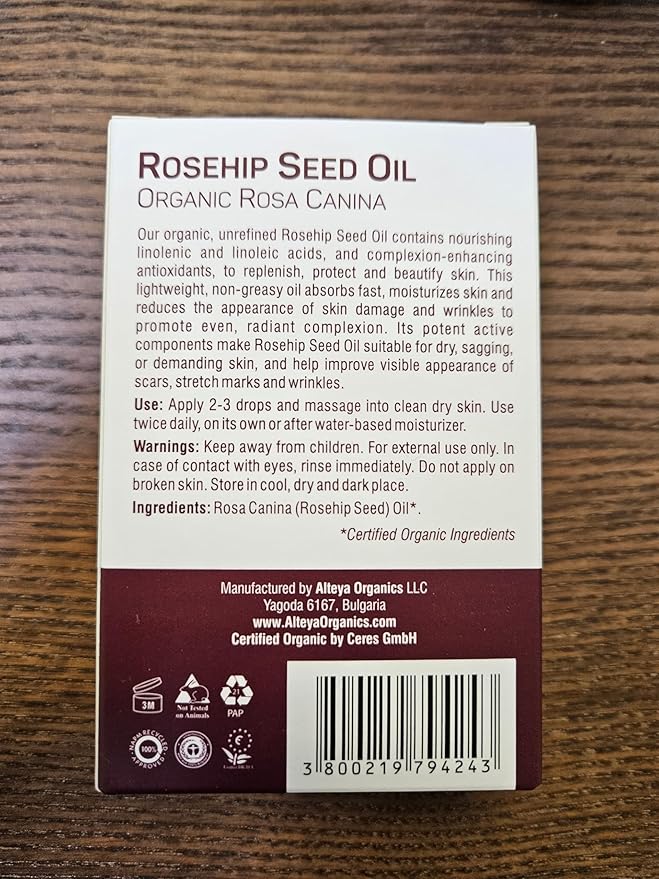 ROSEHIP SEED OIL
ORGANIC ROSA CANINA
Our organic, unrefined Rosehip Seed Oil contains nourishing
linolenic and linoleic acids, and complexion-enhancing
antioxidants, to replenish, protect and beautify skin. This
lightweight, non-greasy oil absorbs fast, moisturizes skin and
reduces the appearance of skin damage and wrinkles to
promote even, radiant complexion. Its potent active
components make Rosehip Seed Oil suitable for dry, sagging,
or demanding skin, and help improve visible appearance of
scars, stretch marks and wrinkles.
Use: Apply 2-3 drops and massage into clean dry skin. Use
twice daily, on its own or after water-based moisturizer.
Warnings: Keep away from children. For external use only. In
case of contact with eyes, rinse immediately. Do not apply on
broken skin. Store in cool, dry and dark place.
Ingredients: Rosa Canina (Rosehip Seed) Oil*.
*Certified Organic Ingredients
Manufactured by Alteya Organics LLC
Yagoda 6167, Bulgaria
www.AlteyaOrganics.com
Certified Organic by Ceres GmbH
3M
Not Tested
on Animals
21
PAP
100%
3 800219 794243